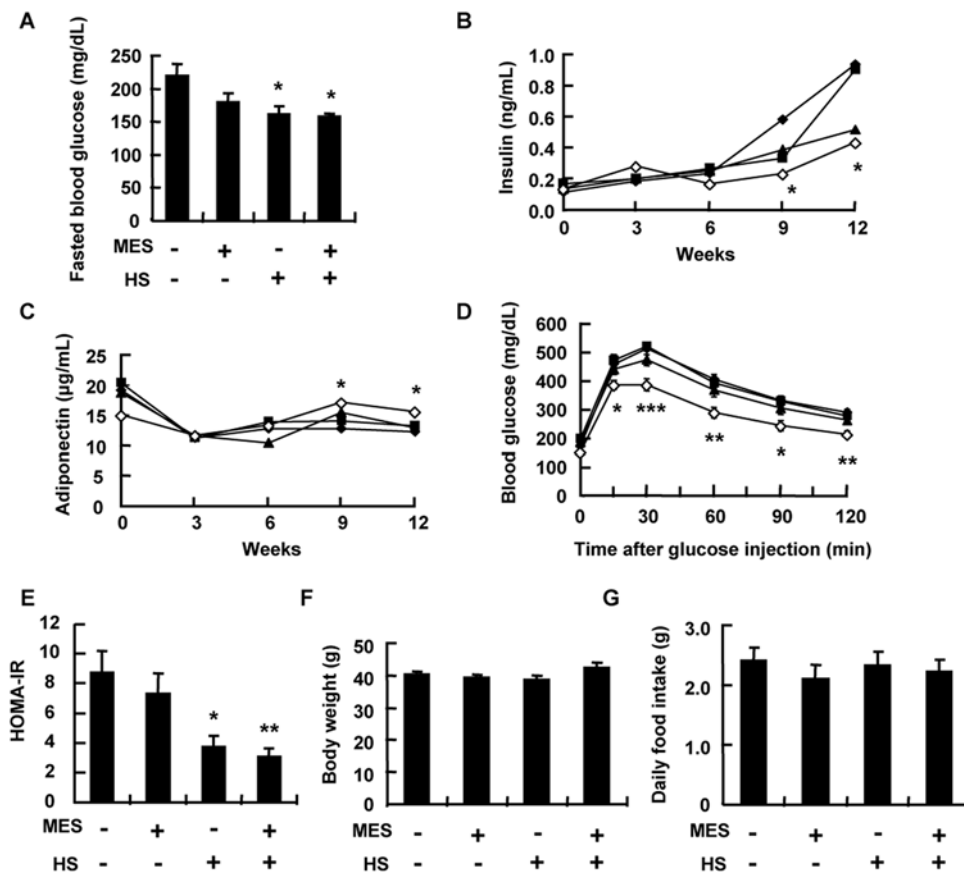 A
Fasted blood glucose (mg/dL)
250
200
150
100
50
0
* *
MES - + - +
HS - - + +
B
Insulin (ng/mL)
1.0
0.8
0.6
0.4
0.2
0.0
* *
0 3 6 9 12
Weeks
C
Adiponectin (µg/mL)
25
20
15
10
5
0
* *
0 3 6 9 12
Weeks
D
Blood glucose (mg/dL)
600
500
400
300
200
100
0
* *** ** * **
0 30 60 90 120
Time after glucose injection (min)
E
HOMA-IR
12
10
8
6
4
2
0
* **
MES - + - +
HS - - + +
F
Body weight (g)
50
40
30
20
10
0
- + - +
- - + +
G
Daily food intake (g)
3.0
2.0
1.0
0
MES - + - +
HS - - + +